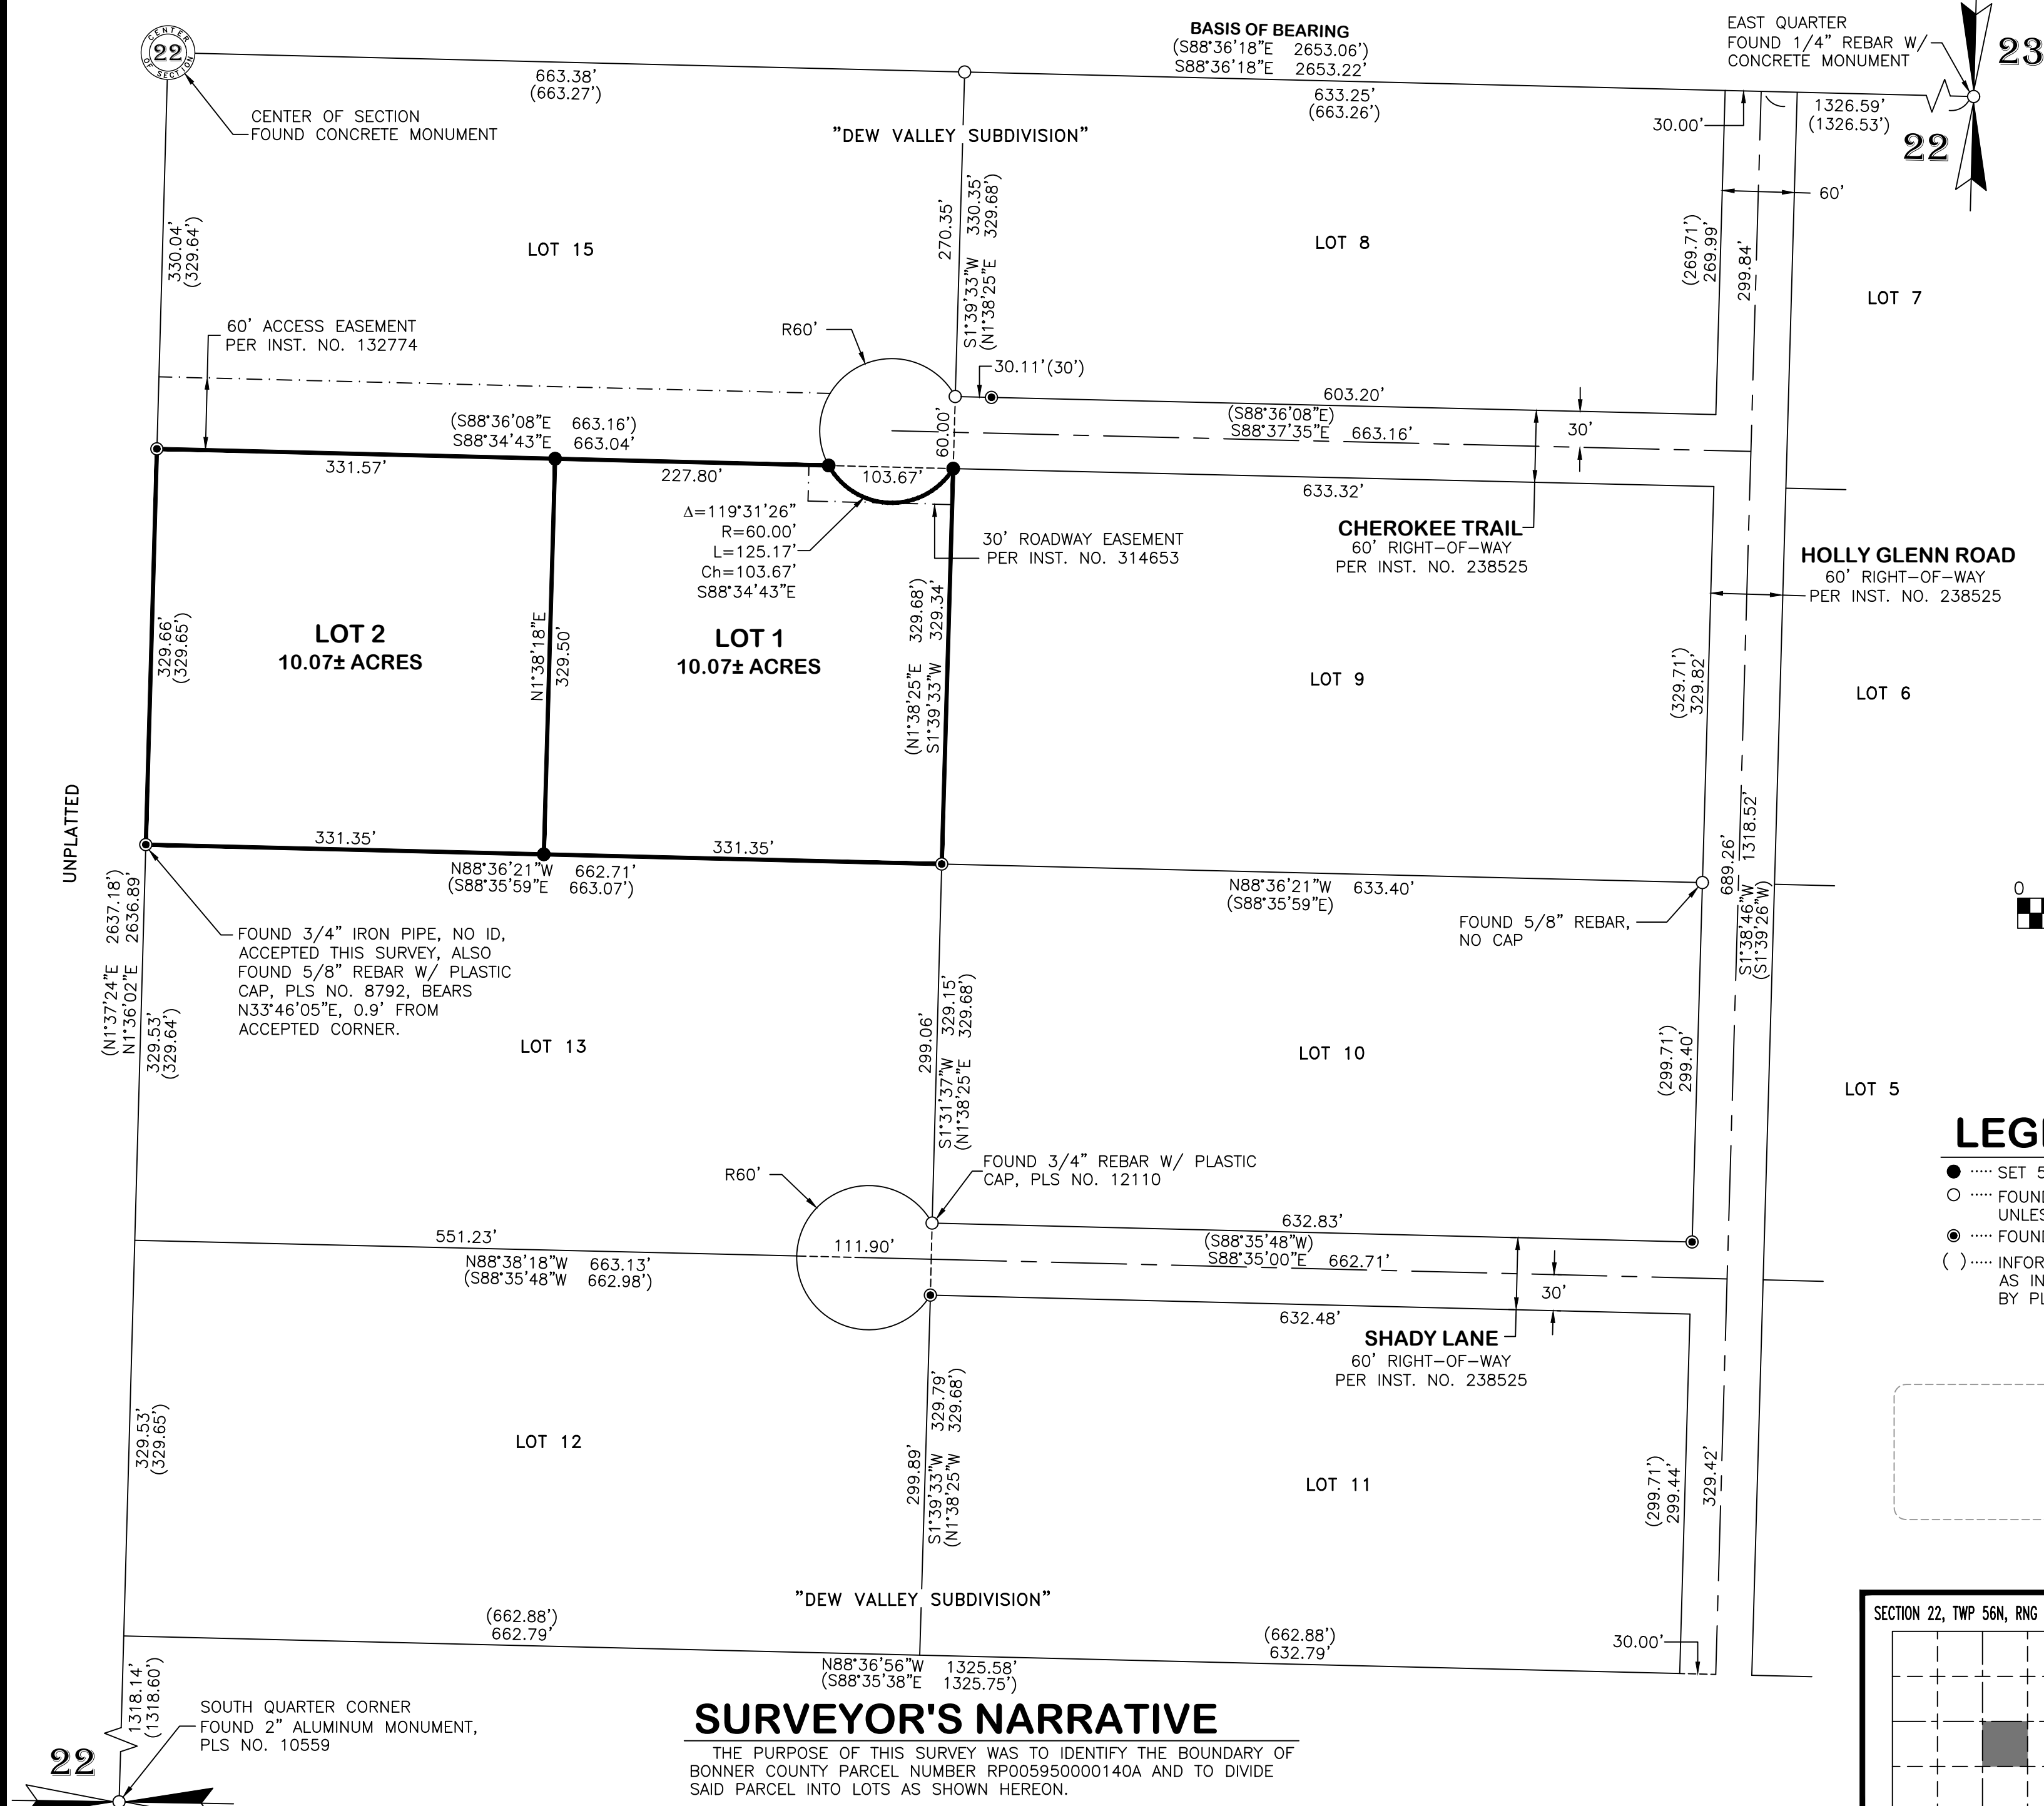 BASIS OF BEARING
(S88°36'18"E 2653.06')
S88°36'18"E 2653.22'
EAST QUARTER
FOUND 1/4" REBAR W/
CONCRETE MONUMENT
23
22
CENTER OF SECTION
22
663.38'
(663.27')
633.25'
(663.26')
30.00'
1326.59'
(1326.53')
22
CENTER OF SECTION
FOUND CONCRETE MONUMENT
"DEW VALLEY SUBDIVISION"
60'
330.04'
(329.64')
LOT 15
270.35'
S1°39'33"W 330.35'
(N1°38'25"E 329.68')
LOT 8
(269.71')
269.99'
299.84'
LOT 7
60' ACCESS EASEMENT
PER INST. NO. 132774
R60'
30.11'(30')
603.20'
(S88°36'08"E 663.16')
S88°34'43"E 663.04'
60.00'
(S88°36'08"E)
S88°37'35"E 663.16'
30'
331.57'
227.80'
103.67'
633.32'
Δ=119°31'26"
R=60.00'
L=125.17'
Ch=103.67'
S88°34'43"E
30' ROADWAY EASEMENT
PER INST. NO. 314653
CHEROKEE TRAIL
60' RIGHT-OF-WAY
PER INST. NO. 238525
HOLLY GLENN ROAD
60' RIGHT-OF-WAY
PER INST. NO. 238525
329.66'
(329.65')
LOT 2
10.07± ACRES
N1°38'18"E
329.50'
LOT 1
10.07± ACRES
(N1°38'25"E 329.68')
S1°39'33"W 329.34'
LOT 9
(329.71')
329.82'
LOT 6
UNPLATTED
331.35'
331.35'
N88°36'21"W 662.71'
(S88°35'59"E 663.07')
N88°36'21"W 633.40'
(S88°35'59"E)
FOUND 5/8" REBAR,
NO CAP
689.26'
S1°38'46"W 1318.52'
(S1°39'26"W)
0
(N1°37'24"E 2637.18')
N1°36'02"E 2636.89'
FOUND 3/4" IRON PIPE, NO ID,
ACCEPTED THIS SURVEY, ALSO
FOUND 5/8" REBAR W/ PLASTIC
CAP, PLS NO. 8792, BEARS
N33°46'05"E, 0.9' FROM
ACCEPTED CORNER.
329.53'
(329.64')
LOT 13
299.06'
S1°31'37"W 329.15'
(N1°38'25"E 329.68')
LOT 10
(299.71')
299.40'
LOT 5
LEG
SET 5
FOUN
UNLES
FOUN
( ) INFOR
AS IN
BY PL
R60'
FOUND 3/4" REBAR W/ PLASTIC
CAP, PLS NO. 12110
551.23'
111.90'
632.83'
N88°38'18"W 663.13'
(S88°35'48"W 662.98')
(S88°35'48"W)
S88°35'00"E 662.71'
30'
632.48'
SHADY LANE
60' RIGHT-OF-WAY
PER INST. NO. 238525
329.53'
(329.65')
LOT 12
299.89'
S1°39'33"W 329.79'
(N1°38'25"W 329.68')
LOT 11
(299.71')
299.44'
329.42'
"DEW VALLEY SUBDIVISION"
(662.88')
662.79'
(662.88')
632.79'
30.00'
N88°36'56"W 1325.58'
(S88°35'38"E 1325.75')
SECTION 22, TWP 56N, RNG
1318.14'
(1318.60')
SOUTH QUARTER CORNER
FOUND 2" ALUMINUM MONUMENT,
PLS NO. 10559
22
SURVEYOR'S NARRATIVE
THE PURPOSE OF THIS SURVEY WAS TO IDENTIFY THE BOUNDARY OF
BONNER COUNTY PARCEL NUMBER RP005950000140A AND TO DIVIDE
SAID PARCEL INTO LOTS AS SHOWN HEREON.